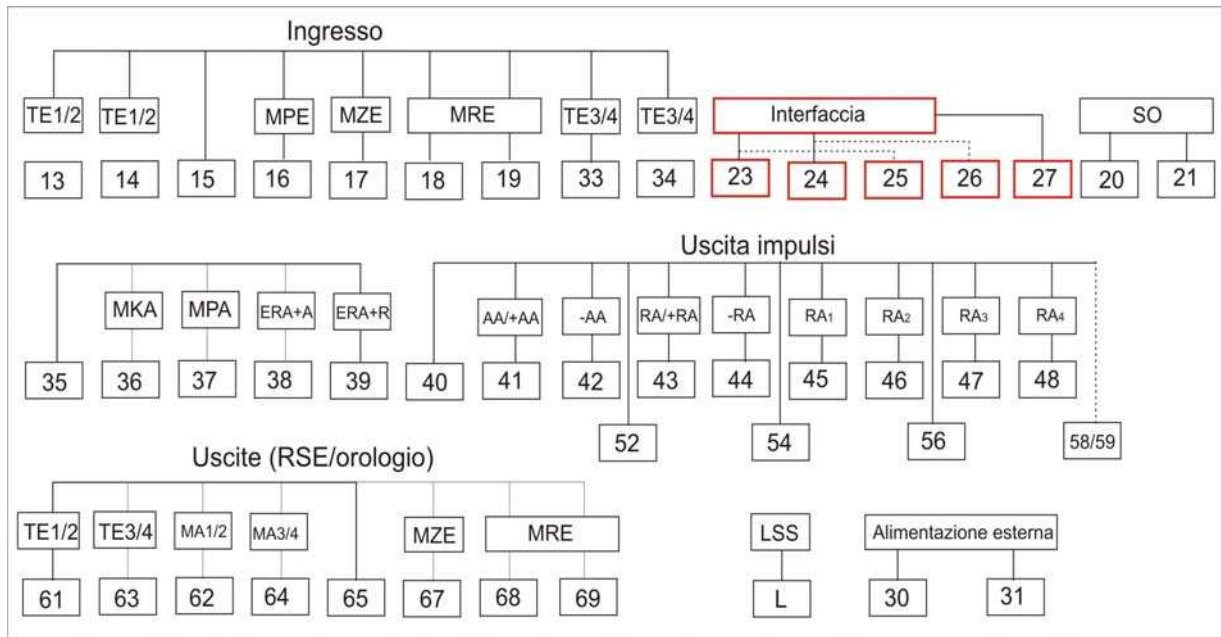 Ingresso
TE1/2 TE1/2 MPE MZE MRE TE3/4 TE3/4 Interfaccia SO
13 14 15 16 17 18 19 33 34 23 24 25 26 27 20 21
Uscita impulsi
MKA MPA ERA+A ERA+R AA/+AA -AA RA/+RA -RA RA1 RA2 RA3 RA4
35 36 37 38 39 40 41 42 43 44 45 46 47 48
52 54 56 58/59
Uscite (RSE/orologio)
TE1/2 TE3/4 MA1/2 MA3/4 MZE MRE LSS Alimentazione esterna
61 63 62 64 65 67 68 69 L 30 31